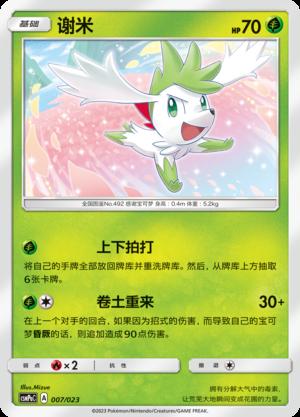 基础 谢米 HP70
全国图鉴No.492 感谢宝可梦 身高：0.4m 体重：5.2kg
上下拍打
将自己的手牌全部放回牌库并重洗牌库。然后，从牌库上方抽取
6张卡牌。
卷土重来 30+
在上一个对手的回合，如果因为招式的伤害，而导致自己的宝可
梦昏厥的话，则追加造成90点伤害。
弱点 ×2 抗性 撤退
Illus.Mizue
A 007/023
拥有分解大气中的毒素，
让荒芜大地瞬间变成花圃的力量。
©2023 Pokémon/Nintendo/Creatures/GAME FREAK.